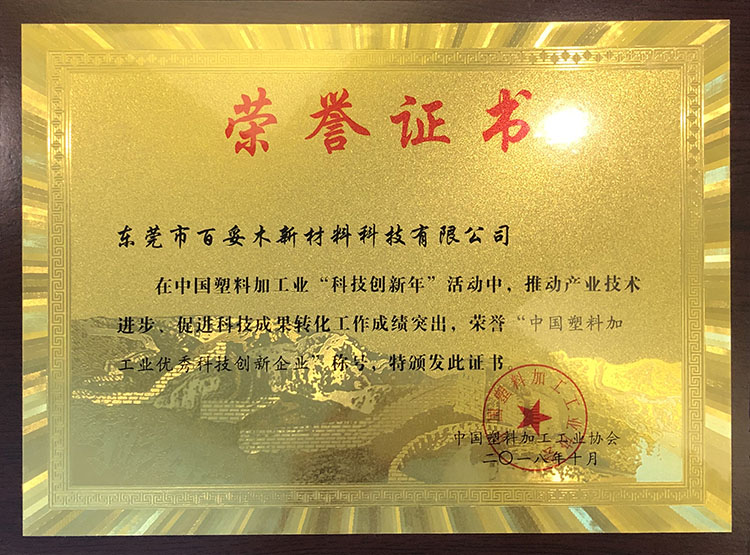 荣誉证书
东莞市百妥木新材料科技有限公司
在中国塑料加工业“科技创新年”活动中，推动产业技术
进步、促进科技成果转化工作成绩突出，荣誉“中国塑料加
工业优秀科技创新企业”称号，特颁发此证书
中国塑料加工工业协会
二〇一八年十月